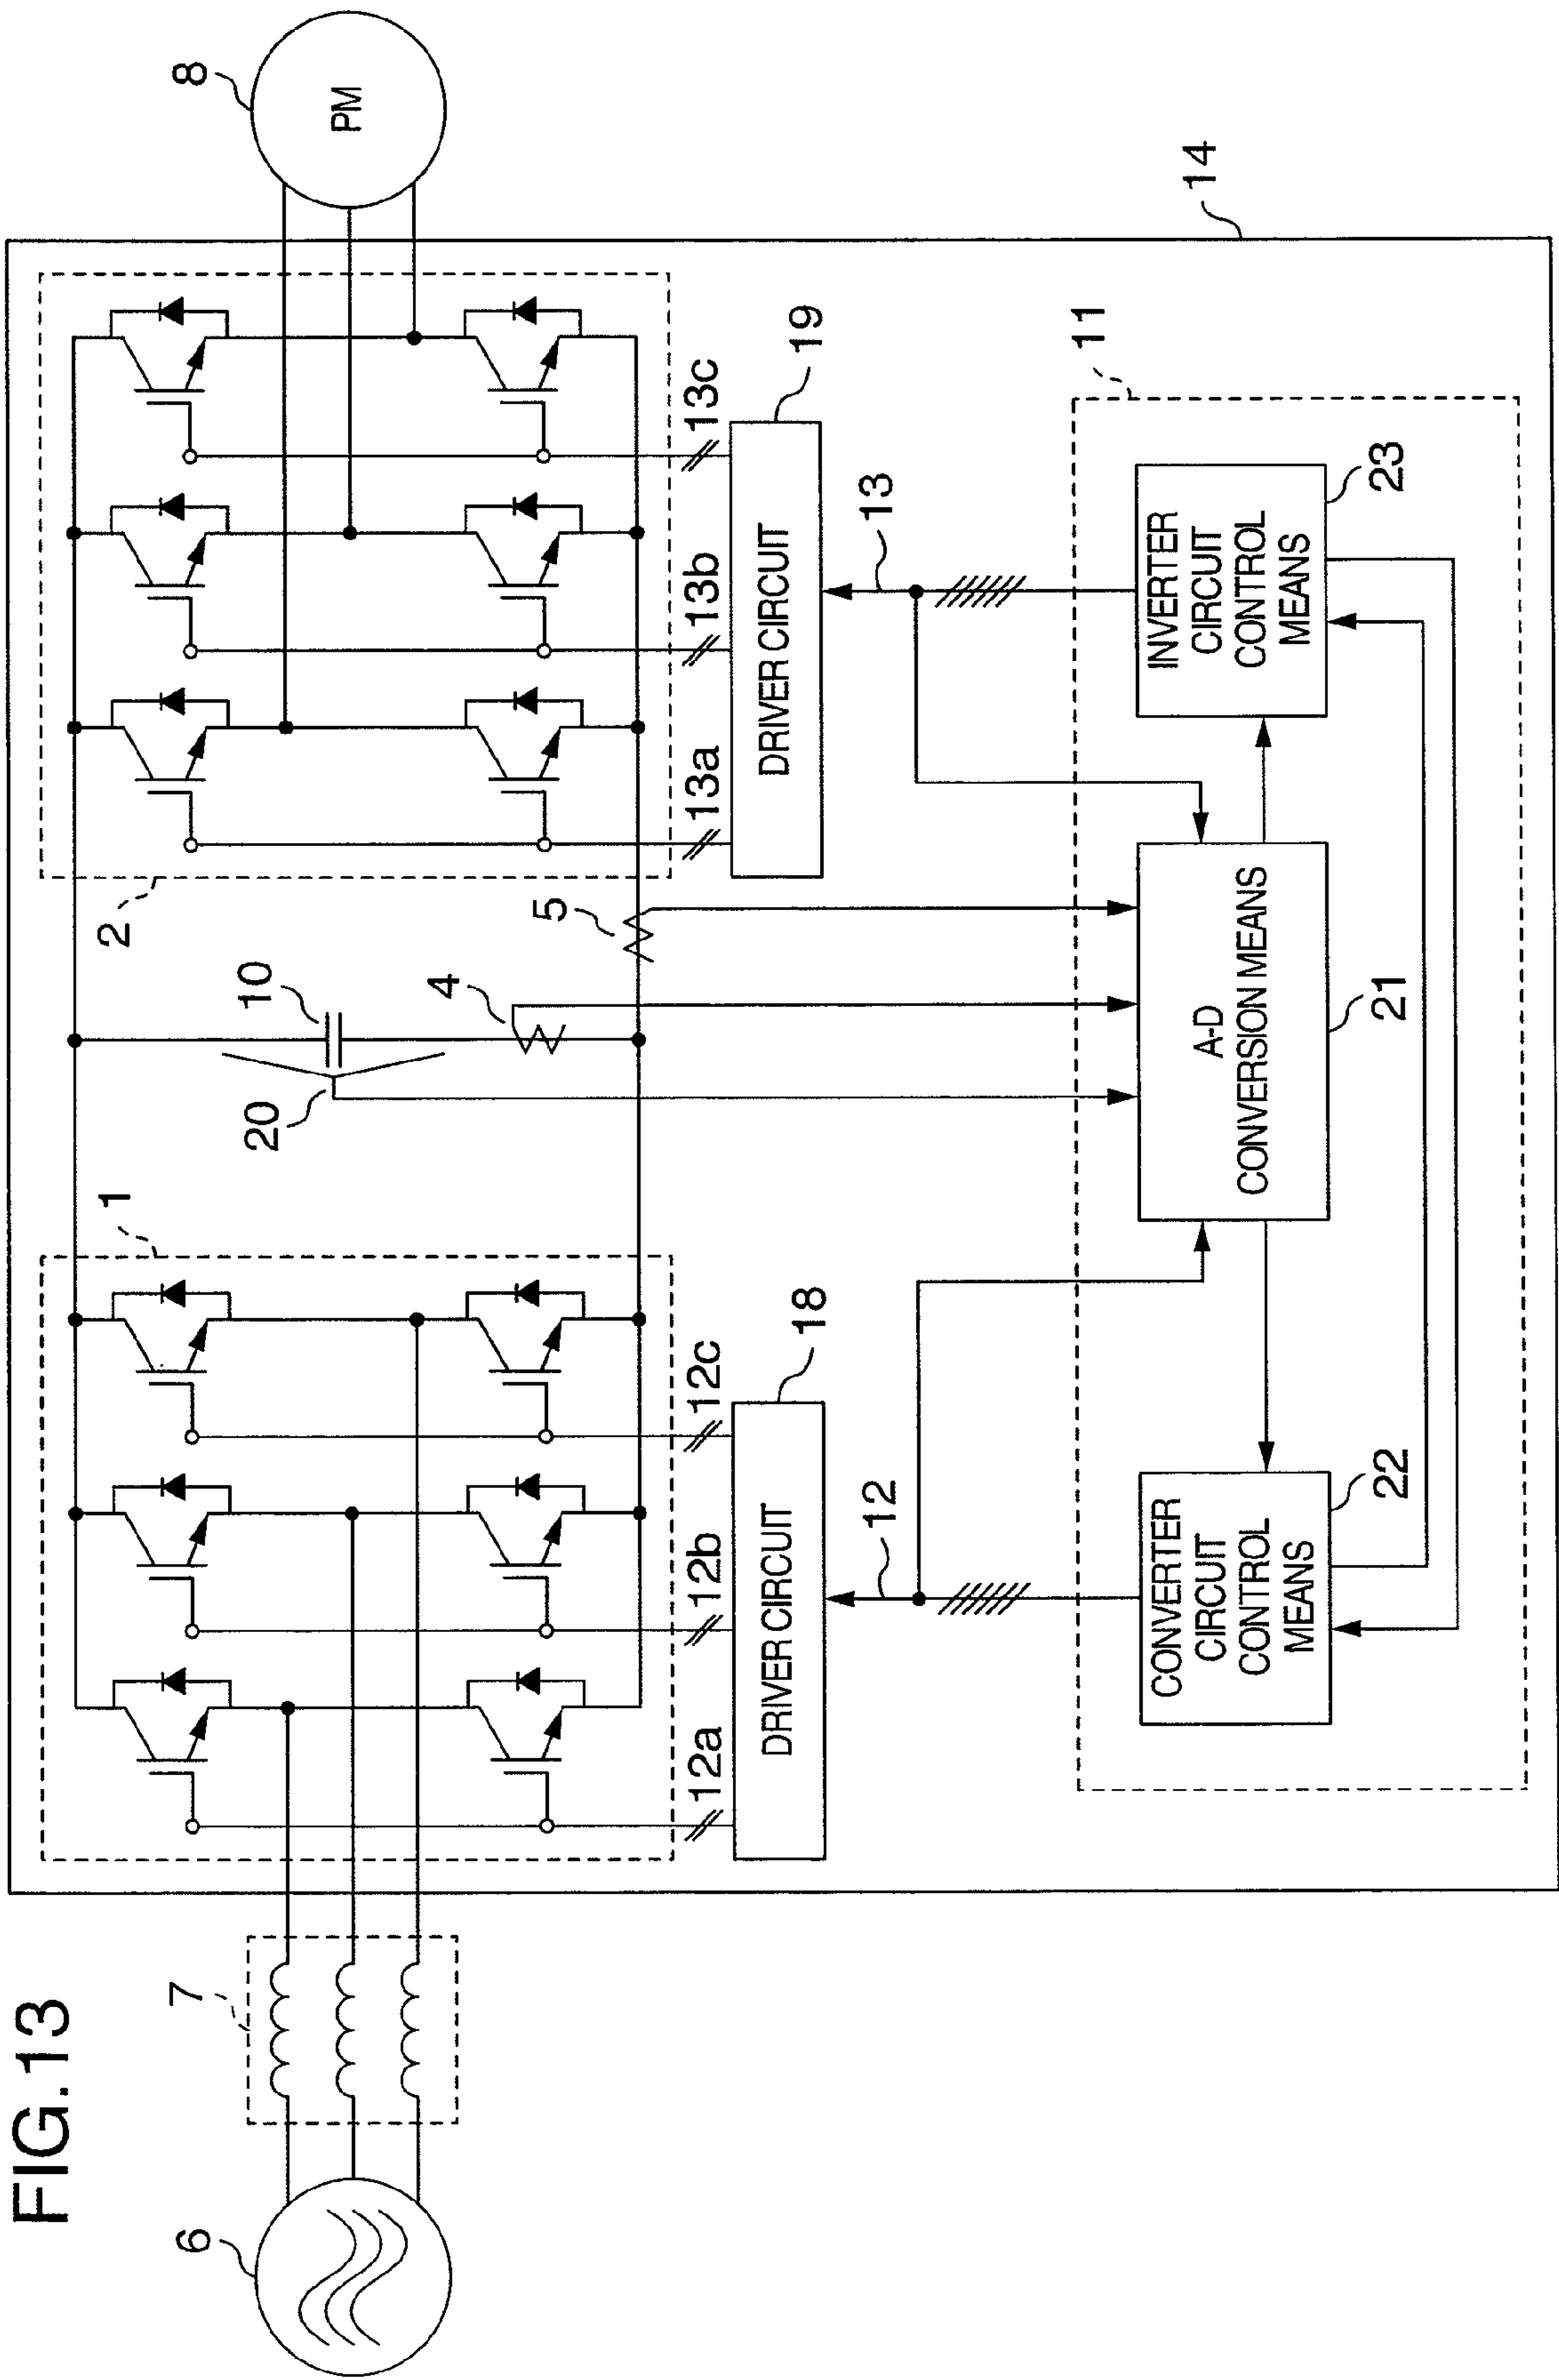 FIG.13
6
7
1
2
8
PM
10
20
4
5
12a
12b
12c
13a
13b
13c
DRIVER CIRCUIT
18
DRIVER CIRCUIT
19
12
13
14
11
CONVERTER
CIRCUIT
CONTROL
MEANS
22
A-D
CONVERSION MEANS
21
INVERTER
CIRCUIT
CONTROL
MEANS
23